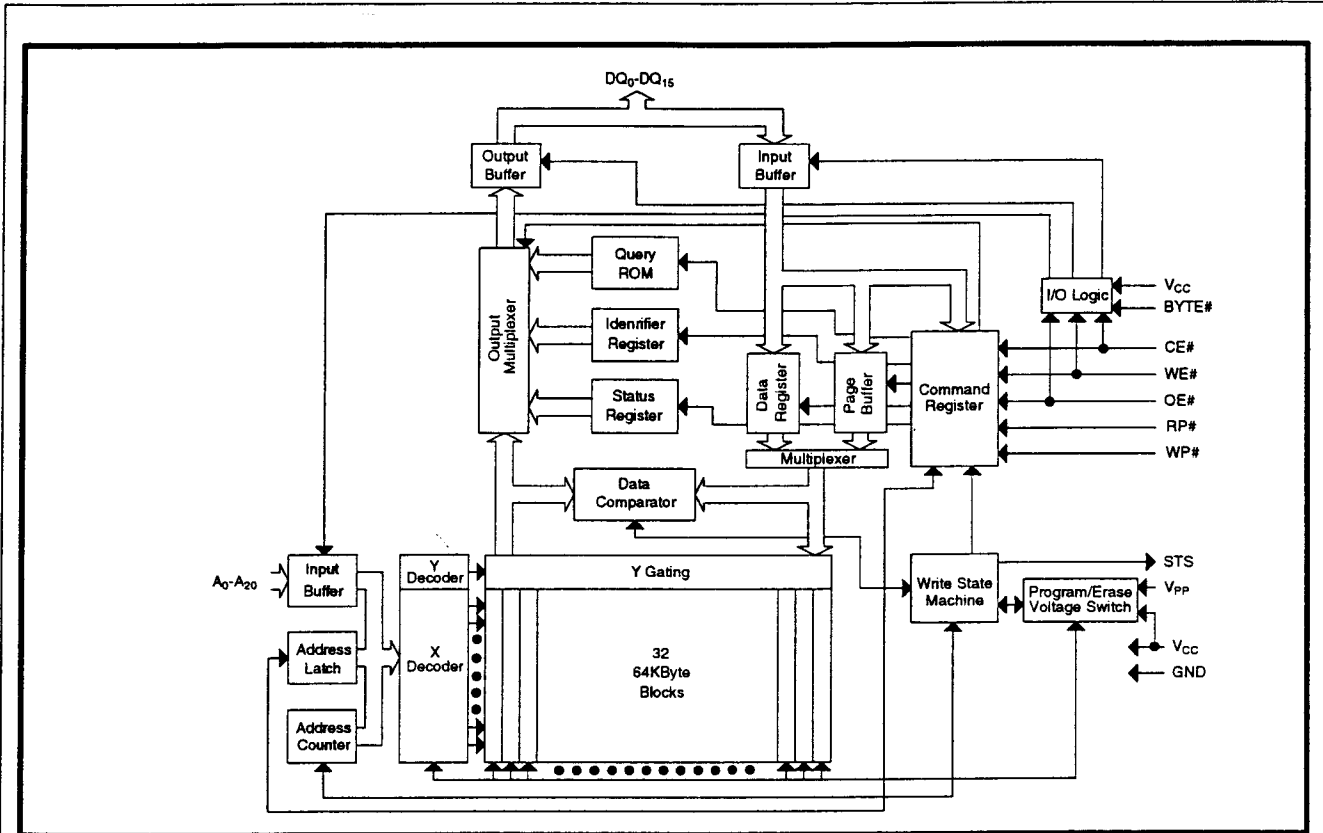 DQ0-DQ15
Output
Buffer
Input
Buffer
Output
Multiplexer
Query
ROM
Idenrifier
Register
Status
Register
Data
Register
Page
Buffer
Command
Register
I/O Logic
VCC
BYTE#
CE#
WE#
OE#
RP#
WP#
Multiplexer
Data
Comparator
A0-A20
Input
Buffer
Address
Latch
Address
Counter
Y
Decoder
X
Decoder
Y Gating
32
64KByte
Blocks
Write State
Machine
Program/Erase
Voltage Switch
STS
VPP
VCC
GND